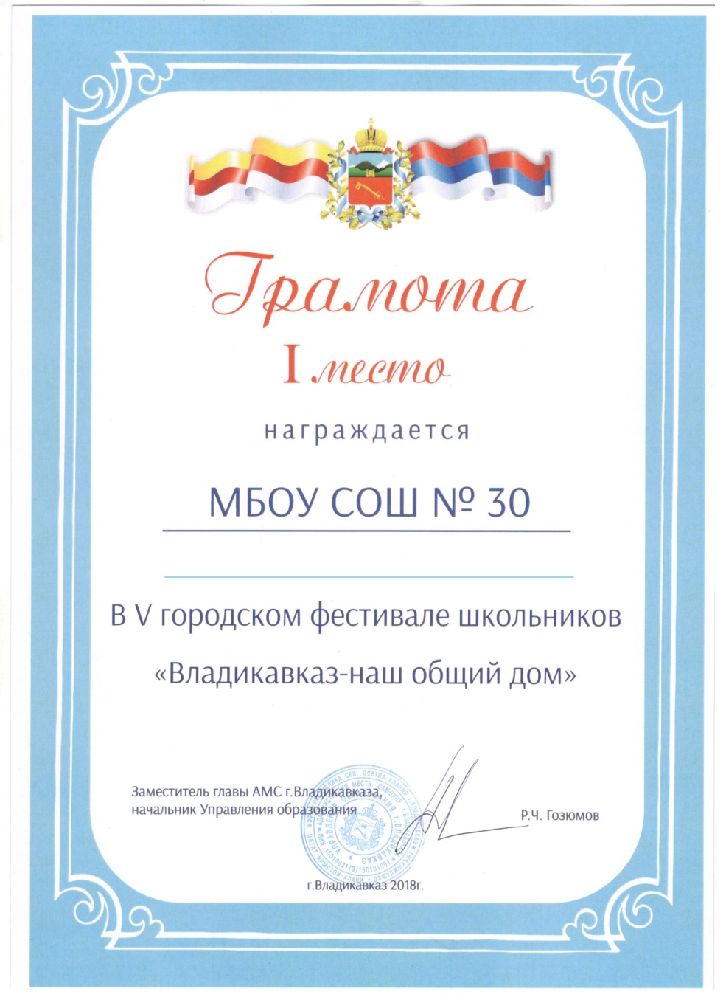 Грамота
I место
награждается
МБОУ СОШ № 30
В V городском фестивале школьников
«Владикавказ-наш общий дом»
Заместитель главы АМС г.Владикавказа,
начальник Управления образования
Р.Ч. Гозюмов
г.Владикавказ 2018г.